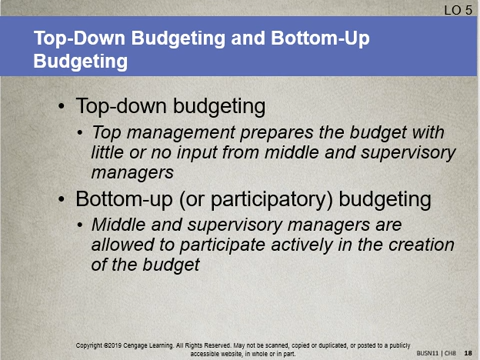 LO 5
Top-Down Budgeting and Bottom-Up
Budgeting
• Top-down budgeting
• Top management prepares the budget with
little or no input from middle and supervisory
managers
• Bottom-up (or participatory) budgeting
• Middle and supervisory managers are
allowed to participate actively in the creation
of the budget
Copyright ©2019 Cengage Learning. All Rights Reserved. May not be scanned, copied or duplicated, or posted to a publicly
accessible website, in whole or in part.
BUSN11 | CH8 18